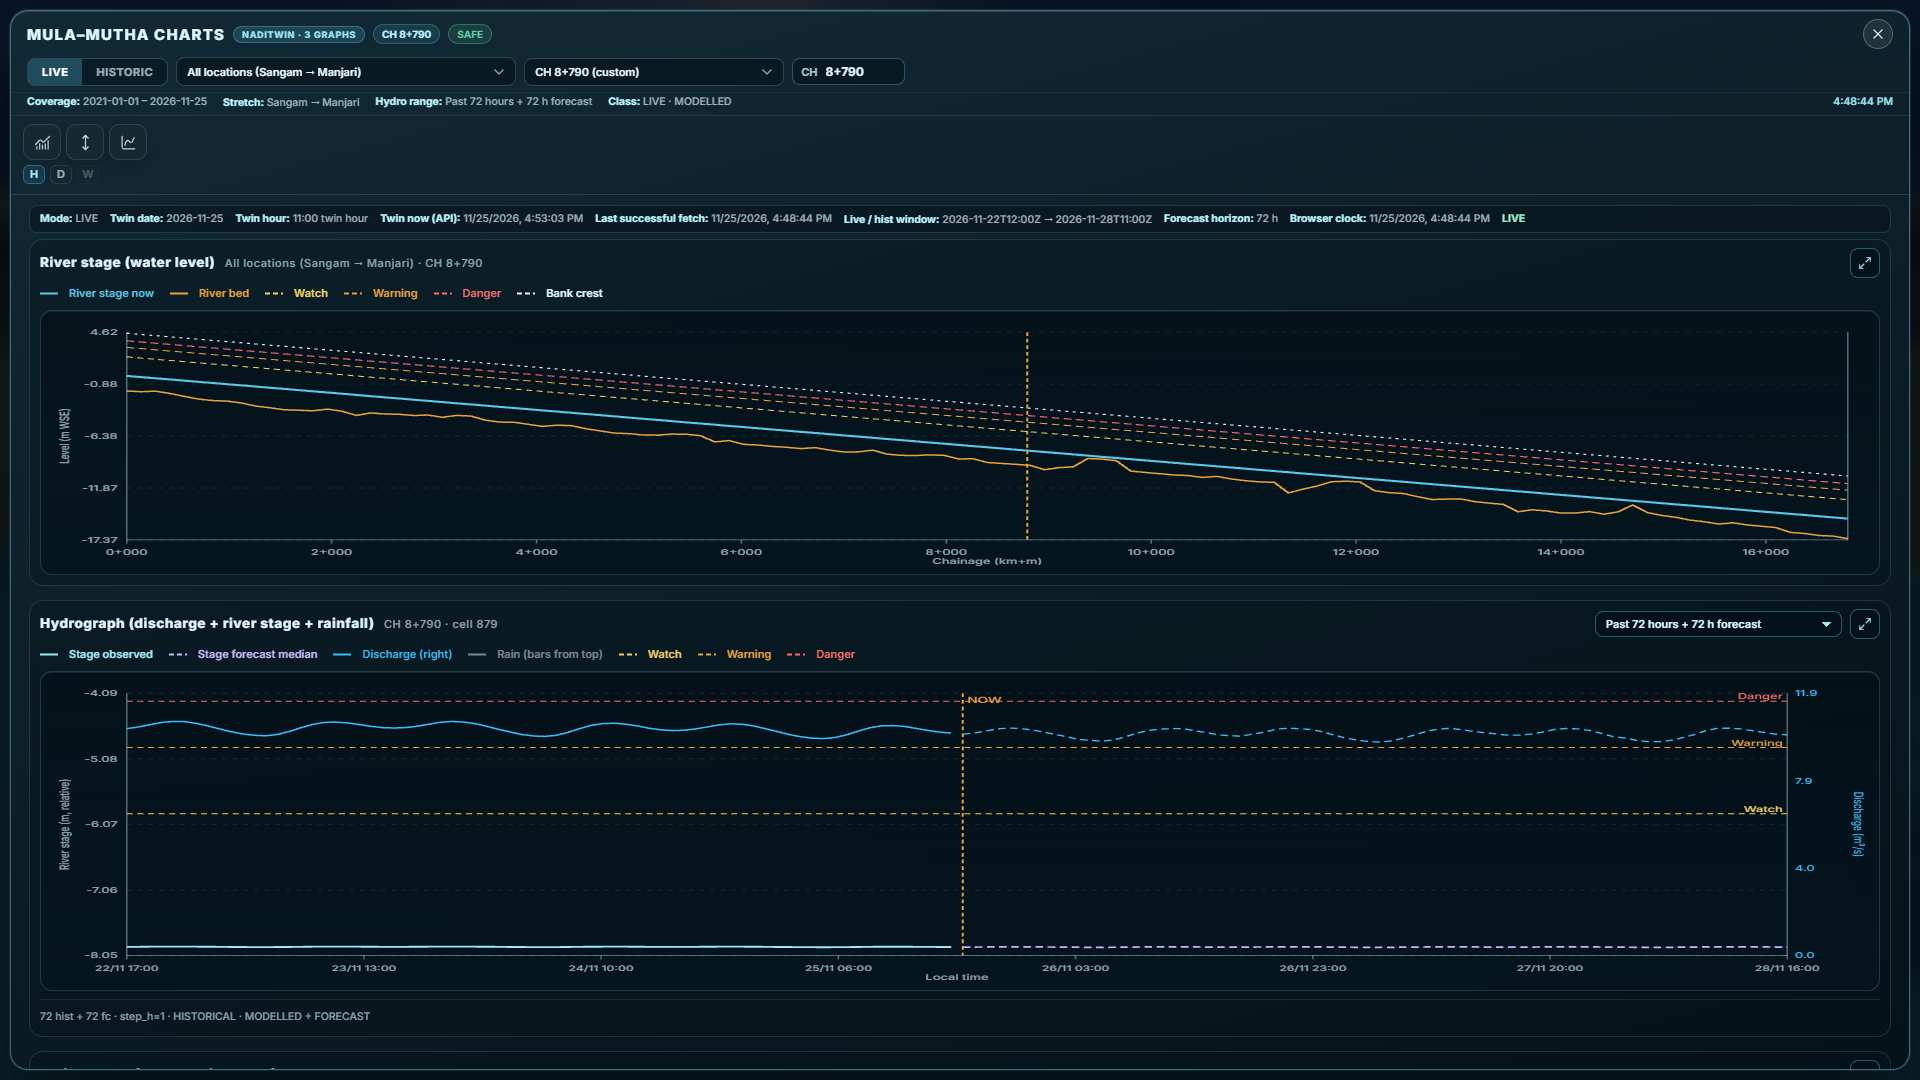 MULA–MUTHA CHARTS NADITWIN · 3 GRAPHS CH 8+790 SAFE
LIVE HISTORIC All locations (Sangam → Manjari) CH 8+790 (custom) CH 8+790
Coverage: 2021-01-01 – 2026-11-25 Stretch: Sangam → Manjari Hydro range: Past 72 hours + 72 h forecast Class: LIVE · MODELLED 4:48:44 PM
H D W
Mode: LIVE Twin date: 2026-11-25 Twin hour: 11:00 twin hour Twin now (API): 11/25/2026, 4:53:03 PM Last successful fetch: 11/25/2026, 4:48:44 PM Live / hist window: 2026-11-22T12:00Z → 2026-11-28T11:00Z Forecast horizon: 72 h Browser clock: 11/25/2026, 4:48:44 PM LIVE
River stage (water level) All locations (Sangam → Manjari) · CH 8+790
River stage now River bed Watch Warning Danger Bank crest
4.62
-0.88
-6.38
-11.87
-17.37
Level (m WSE)
0+000 2+000 4+000 6+000 8+000 10+000 12+000 14+000 16+000
Chainage (km+m)
Hydrograph (discharge + river stage + rainfall) CH 8+790 · cell 879 Past 72 hours + 72 h forecast
Stage observed Stage forecast median Discharge (right) Rain (bars from top) Watch Warning Danger
-4.09
-5.08
-6.07
-7.06
-8.05
River stage (m, relative)
NOW
Danger
Warning
Watch
11.9
7.9
4.0
0.0
Discharge (m³/s)
22/11 17:00 23/11 13:00 24/11 10:00 25/11 06:00 26/11 03:00 26/11 23:00 27/11 20:00 28/11 16:00
Local time
72 hist + 72 fc · step_h=1 · HISTORICAL · MODELLED + FORECAST